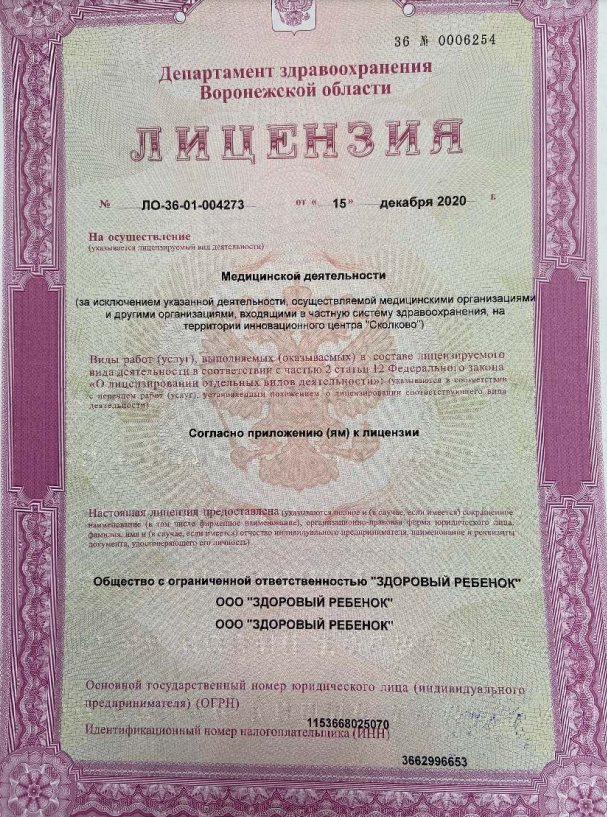 36 № 0006254
Департамент здравоохранения
Воронежской области
ЛИЦЕНЗИЯ
№ ЛО-36-01-004273 от « 15 » декабря 2020 г.
На осуществление
(указывается лицензируемый вид деятельности)
Медицинской деятельности
(за исключением указанной деятельности, осуществляемой медицинскими организациями
и другими организациями, входящими в частную систему здравоохранения, на
территории инновационного центра "Сколково")
Виды работ (услуг), выполняемых (оказываемых) в составе лицензируемого
вида деятельности в соответствии с частью 2 статьи 12 Федерального закона
«О лицензировании отдельных видов деятельности»: (указываются в соответствии
с перечнем работ (услуг), установленным положением о лицензировании соответствующего вида
деятельности)
Согласно приложению (ям) к лицензии
Настоящая лицензия предоставлена (указываются полное и (в случае, если имеется) сокращенное
наименование (в том числе фирменное наименование), организационно-правовая форма юридического лица,
фамилия, имя и (в случае, если имеется) отчество индивидуального предпринимателя, наименование и реквизиты
документа, удостоверяющего его личность)
Общество с ограниченной ответственностью "ЗДОРОВЫЙ РЕБЕНОК"
ООО "ЗДОРОВЫЙ РЕБЕНОК"
ООО "ЗДОРОВЫЙ РЕБЕНОК"
Основной государственный номер юридического лица (индивидуального
предпринимателя) (ОГРН)
1153668025070
Идентификационный номер налогоплательщика (ИНН)
3662996653